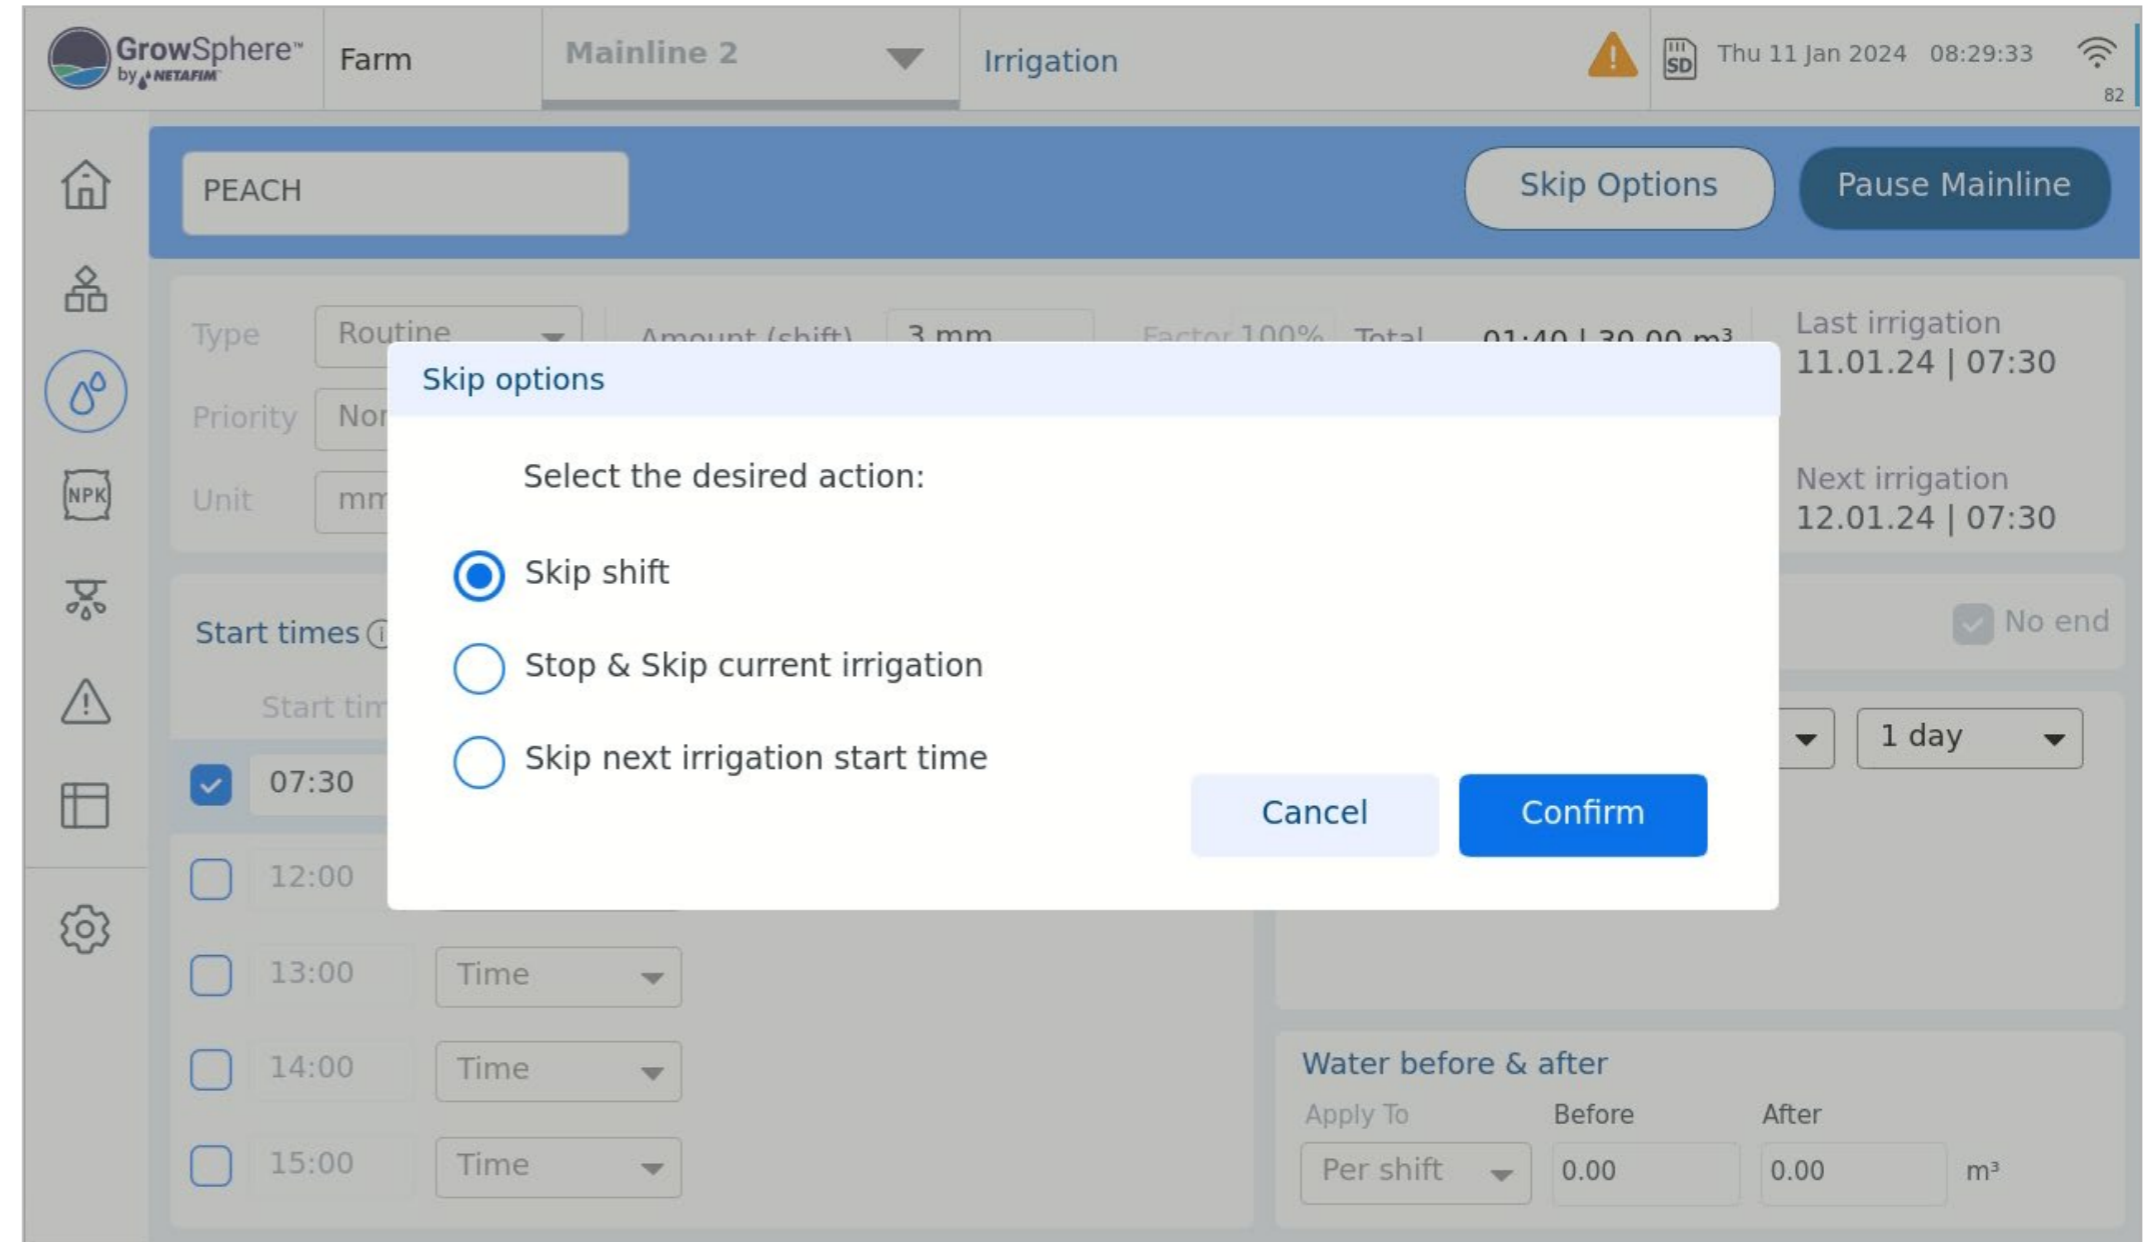 GrowSphere™
by NETAFIM™
Farm
Mainline 2
Irrigation
SD
Thu 11 Jan 2024 08:29:33
82
PEACH
Skip Options
Pause Mainline
Type
Routine
Amount (shift)
3 mm
Factor 100%
Total
01:40 | 30.00 m³
Last irrigation
11.01.24 | 07:30
Priority
Unit
Next irrigation
12.01.24 | 07:30
NPK
Skip options
Select the desired action:
Skip shift
Stop & Skip current irrigation
Skip next irrigation start time
Cancel
Confirm
Start times
No end
07:30
1 day
12:00
13:00
Time
14:00
Time
15:00
Time
Water before & after
Apply To
Before
After
Per shift
0.00
0.00
m³